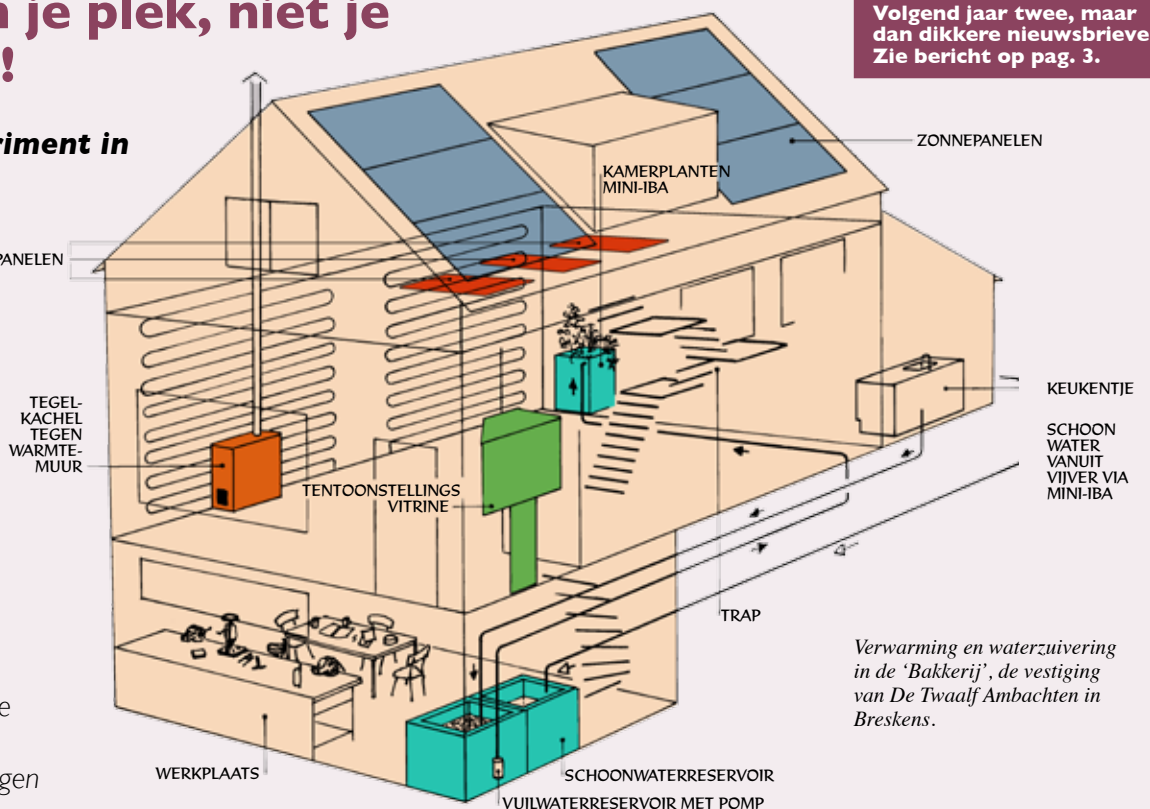 je plek, niet je
!
Volgend jaar twee, maar
dan dikkere nieuwsbrieve
Zie bericht op pag. 3.
riment in
ZONNEPANELEN
KAMERPLANTEN
MINI-IBA
PANELEN
TEGEL-
KACHEL
TEGEN
WARMTE-
MUUR
KEUKENTJE
SCHOON
WATER
VANUIT
VIJVER VIA
MINI-IBA
TENTOONSTELLINGS
VITRINE
TRAP
Verwarming en waterzuivering
in de ‘Bakkerij’, de vestiging
van De Twaalf Ambachten in
Breskens.
e
gen
WERKPLAATS
SCHOONWATERRESERVOIR
VUILWATERRESERVOIR MET POMP